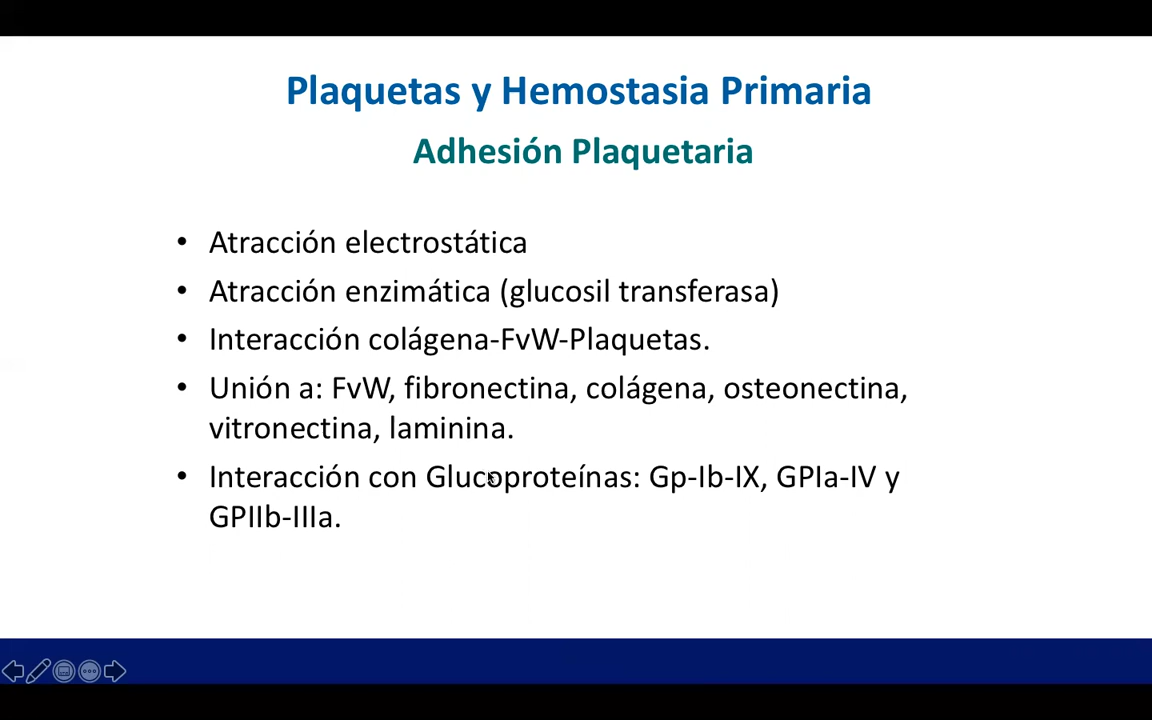 Plaquetas y Hemostasia Primaria
Adhesión Plaquetaria
• Atracción electrostática
• Atracción enzimática (glucosil transferasa)
• Interacción colágena-FvW-Plaquetas.
• Unión a: FvW, fibronectina, colágena, osteonectina,
vitronectina, laminina.
• Interacción con Glucoproteínas: Gp-Ib-IX, GPIa-IV y
GPIIb-IIIa.